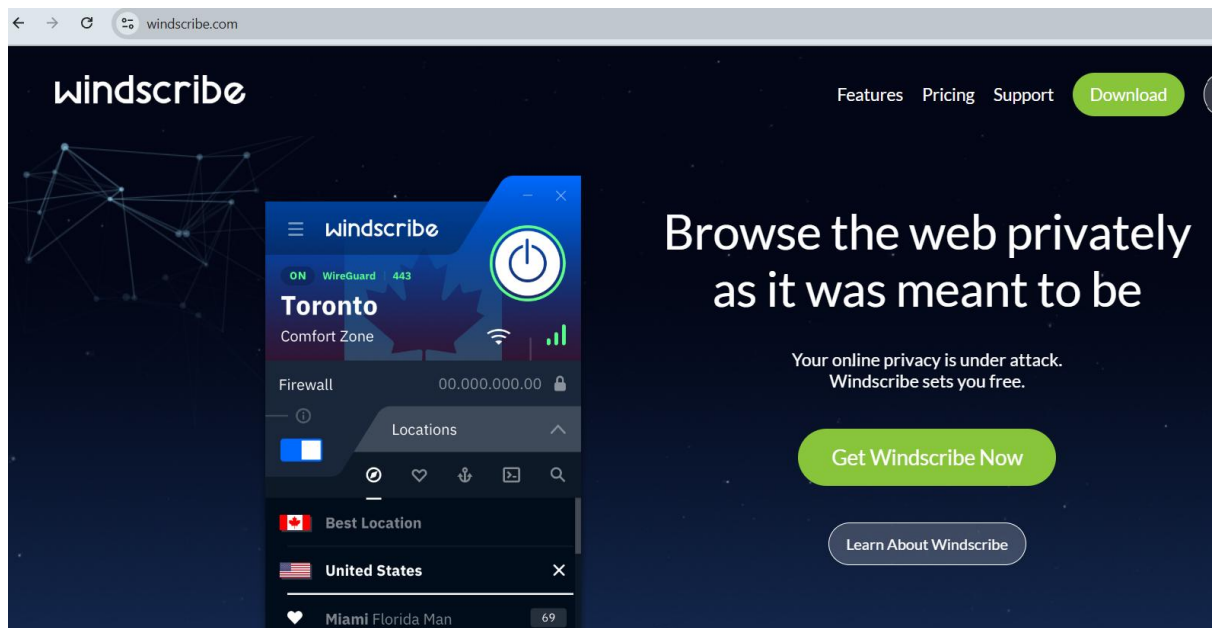 windscribe.com
windscribe
Features Pricing Support Download
windscribe
ON WireGuard 443
Toronto
Comfort Zone
Firewall 00.000.000.00
Locations
Best Location
United States
Miami Florida Man 69
Browse the web privately
as it was meant to be
Your online privacy is under attack.
Windscribe sets you free.
Get Windscribe Now
Learn About Windscribe